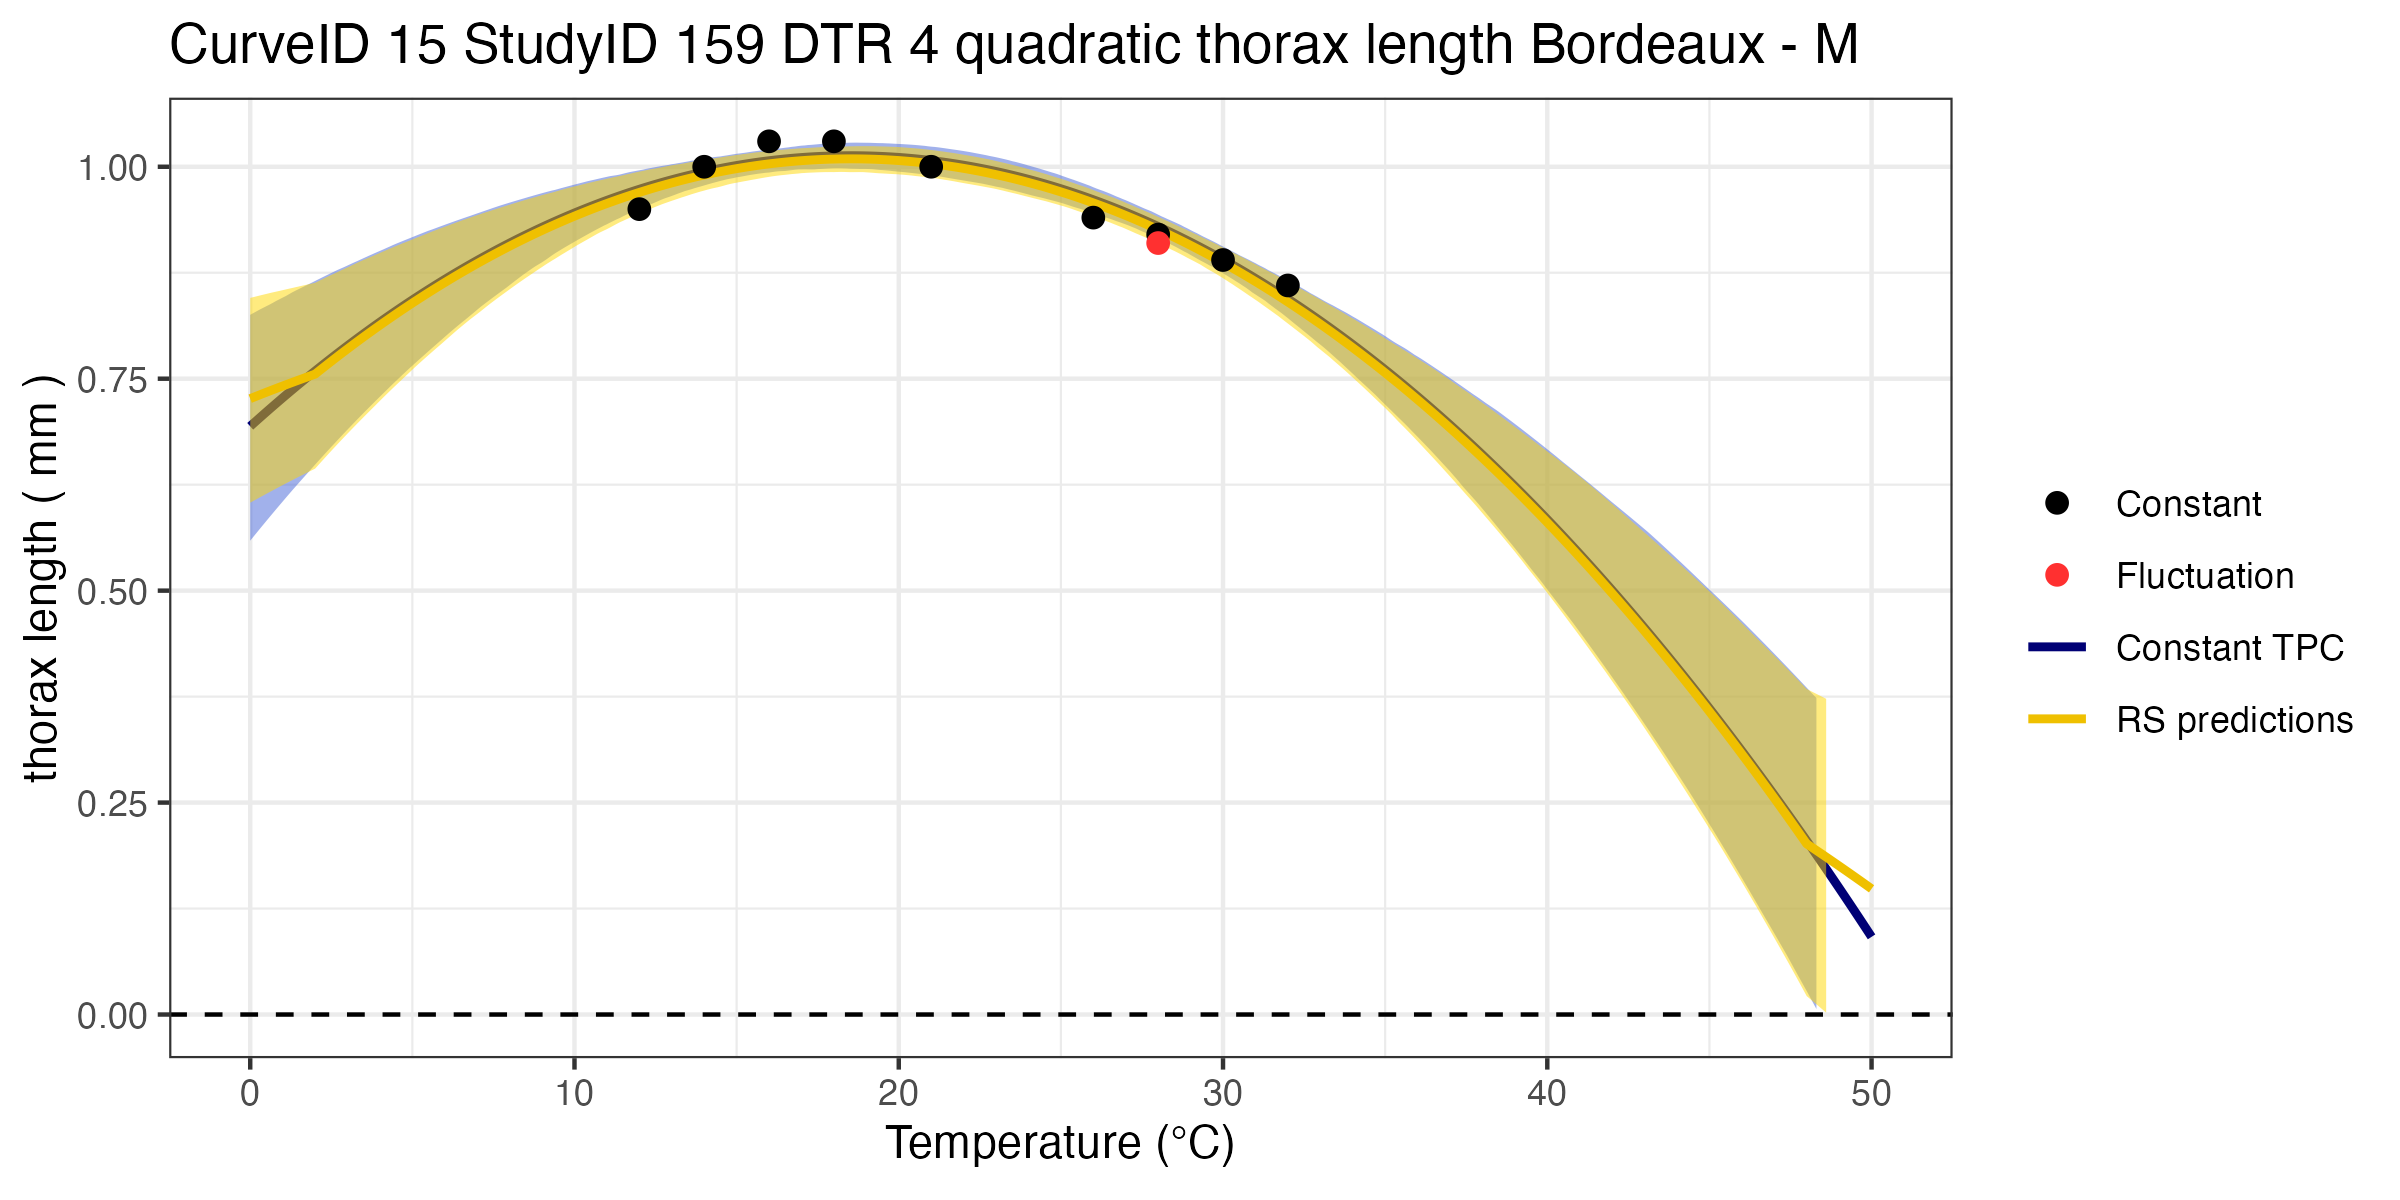 CurveID 15 StudyID 159 DTR 4 quadratic thorax length Bordeaux - M
thorax length ( mm )
1.00
0.75
0.50
0.25
0.00
0 10 20 30 40 50
Temperature (°C)
Constant
Fluctuation
Constant TPC
RS predictions